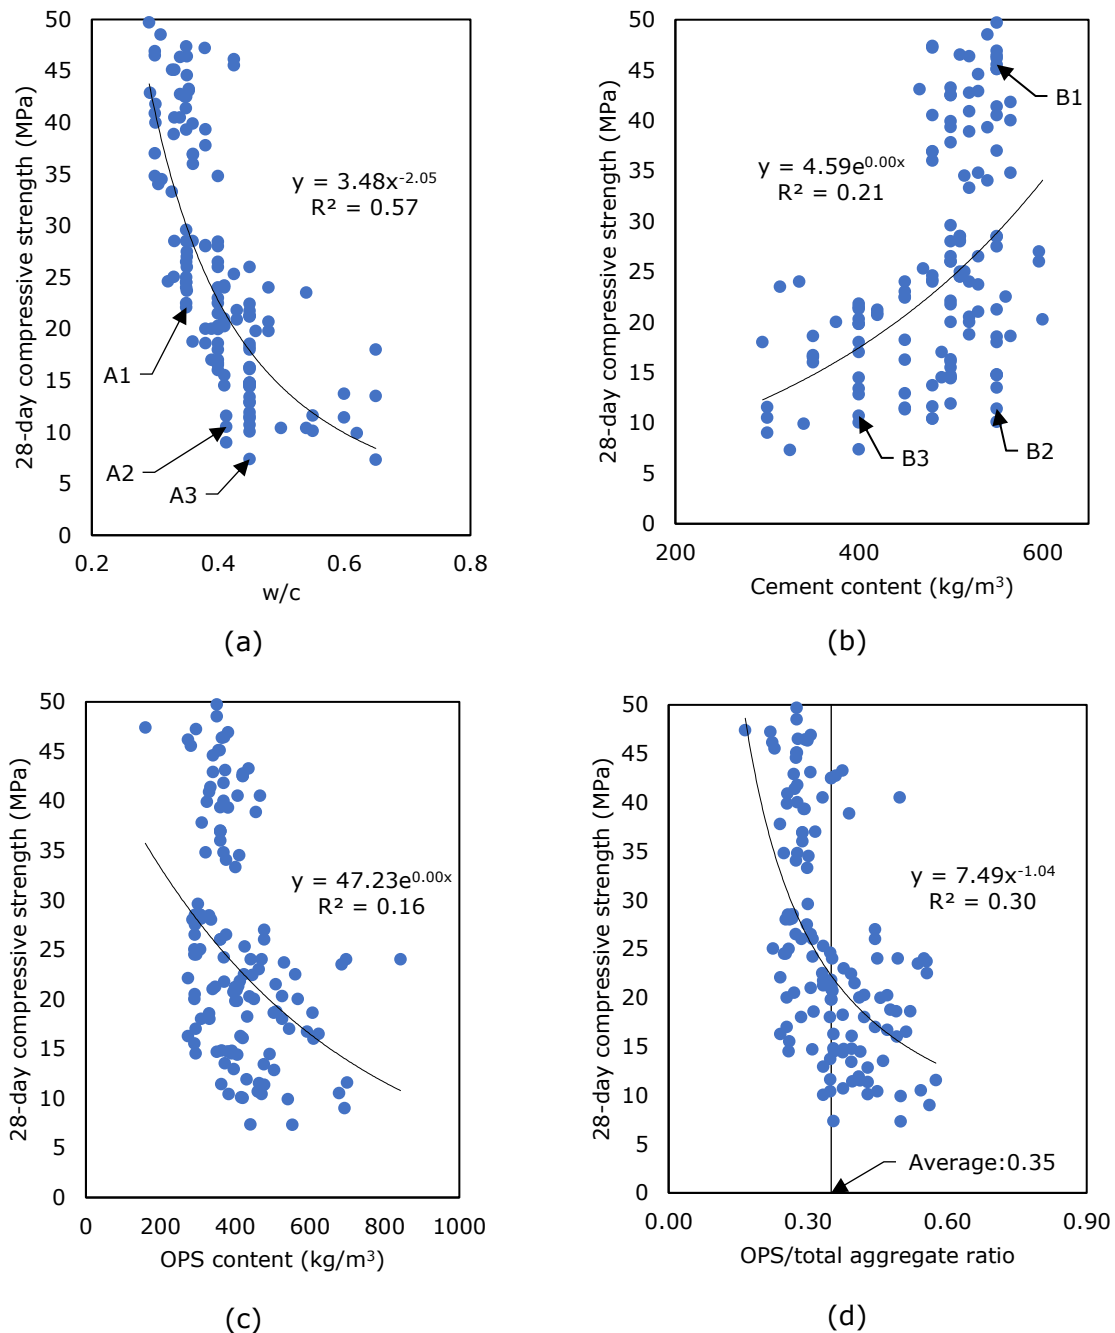 28-day compressive strength (MPa)
50
45
40
35
30
25
20
15
10
5
0
y = 3.48x^-2.05
R² = 0.57
A1
A2
A3
0.2
0.4
0.6
0.8
w/c
(a)
28-day compressive strength (MPa)
50
45
40
35
30
25
20
15
10
5
0
B1
y = 4.59e^0.00x
R² = 0.21
B3
B2
200
400
600
Cement content (kg/m³)
(b)
28-day compressive strength (MPa)
50
45
40
35
30
25
20
15
10
5
0
y = 47.23e^0.00x
R² = 0.16
0
200
400
600
800
1000
OPS content (kg/m³)
(c)
28-day compressive strength (MPa)
50
45
40
35
30
25
20
15
10
5
0
y = 7.49x^-1.04
R² = 0.30
Average:0.35
0.00
0.30
0.60
0.90
OPS/total aggregate ratio
(d)